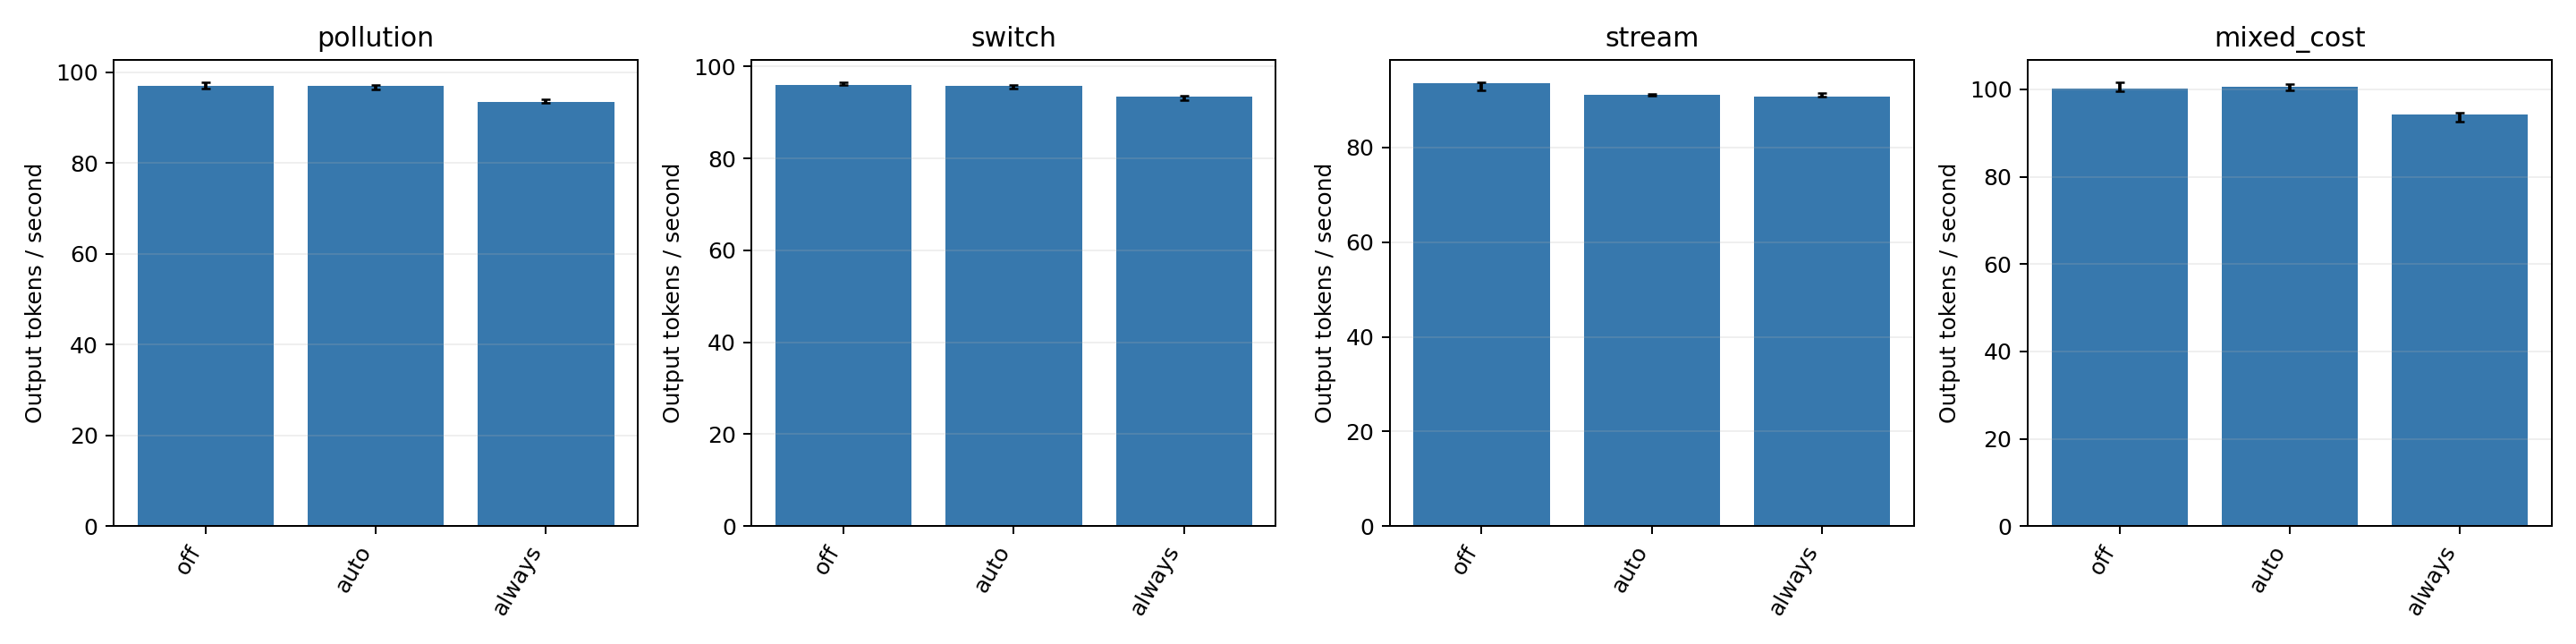 pollution
Output tokens / second
100
80
60
40
20
0
off
auto
always
switch
Output tokens / second
100
80
60
40
20
0
off
auto
always
stream
Output tokens / second
80
60
40
20
0
off
auto
always
mixed_cost
Output tokens / second
100
80
60
40
20
0
off
auto
always